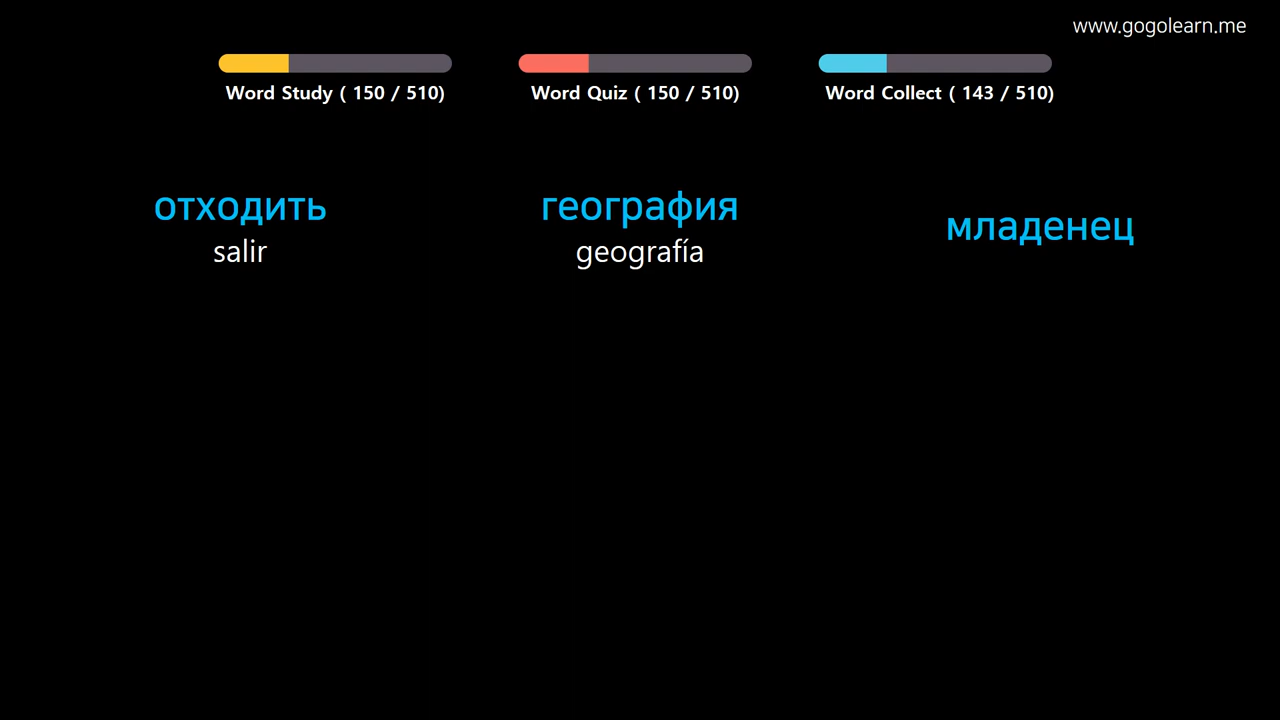 www.gogolearn.me
Word Study ( 150 / 510)
Word Quiz ( 150 / 510)
Word Collect ( 143 / 510)
отходить
salir
география
geografía
младенец